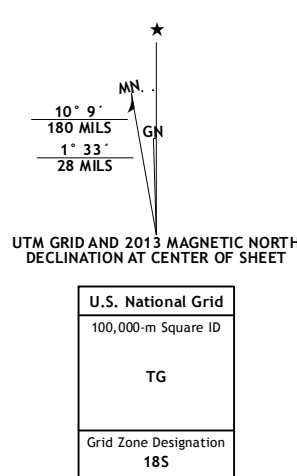 ★
MN
GN
10° 9´
180 MILS
1° 33´
28 MILS
UTM GRID AND 2013 MAGNETIC NORTH
DECLINATION AT CENTER OF SHEET
U.S. National Grid
100,000-m Square ID
TG
Grid Zone Designation
18S